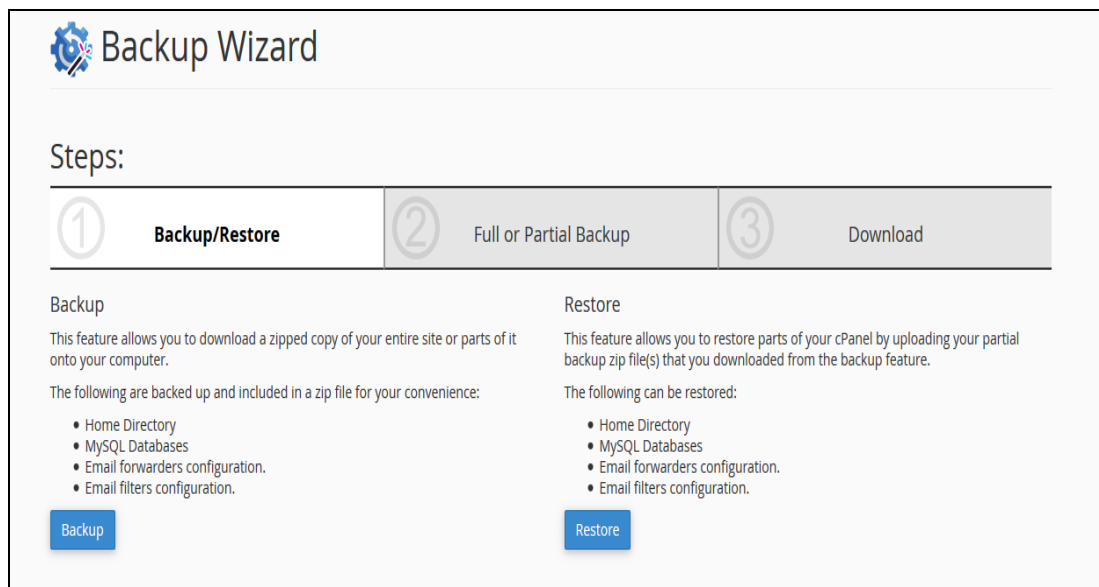 Backup Wizard
Steps:
1 Backup/Restore
2 Full or Partial Backup
3 Download
Backup
This feature allows you to download a zipped copy of your entire site or parts of it
onto your computer.
The following are backed up and included in a zip file for your convenience:
• Home Directory
• MySQL Databases
• Email forwarders configuration.
• Email filters configuration.
Backup
Restore
This feature allows you to restore parts of your cPanel by uploading your partial
backup zip file(s) that you downloaded from the backup feature.
The following can be restored:
• Home Directory
• MySQL Databases
• Email forwarders configuration.
• Email filters configuration.
Restore